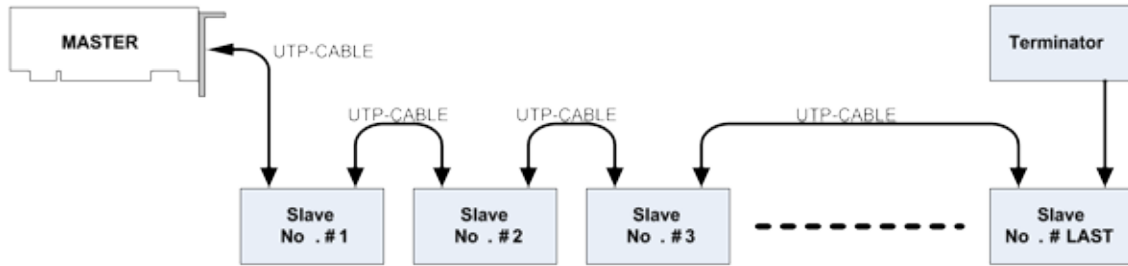 MASTER
UTP-CABLE
Terminator
UTP-CABLE
UTP-CABLE
UTP-CABLE
Slave
No . #1
Slave
No . #2
Slave
No . #3
Slave
No . # LAST